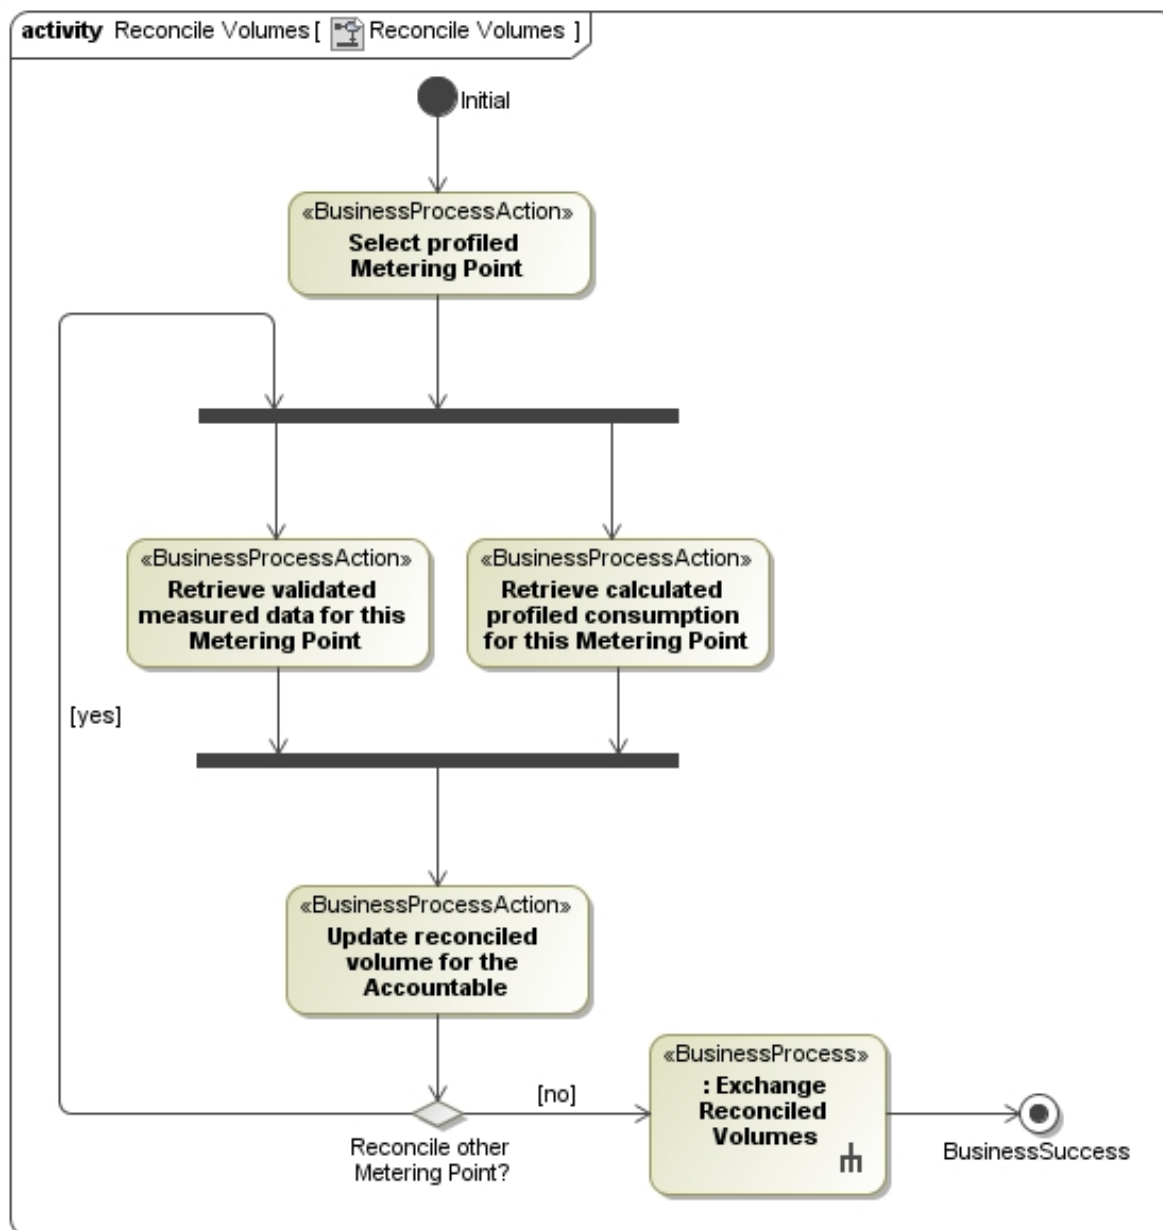 activity Reconcile Volumes [ Reconcile Volumes ]
Initial
«BusinessProcessAction»
Select profiled
Metering Point
«BusinessProcessAction»
Retrieve validated
measured data for this
Metering Point
«BusinessProcessAction»
Retrieve calculated
profiled consumption
for this Metering Point
[yes]
«BusinessProcessAction»
Update reconciled
volume for the
Accountable
Reconcile other
Metering Point?
[no]
«BusinessProcess»
: Exchange
Reconciled
Volumes
BusinessSuccess